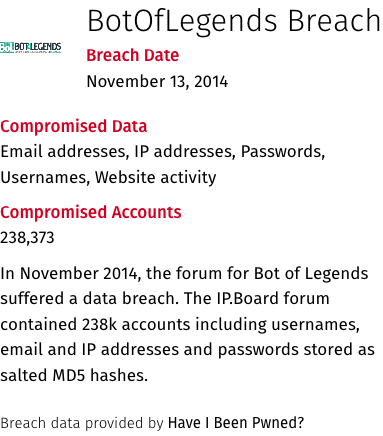 BotOfLegends Breach
BOT OF LEGENDS
Breach Date
November 13, 2014
Compromised Data
Email addresses, IP addresses, Passwords,
Usernames, Website activity
Compromised Accounts
238,373
In November 2014, the forum for Bot of Legends
suffered a data breach. The IP.Board forum
contained 238k accounts including usernames,
email and IP addresses and passwords stored as
salted MD5 hashes.
Breach data provided by Have I Been Pwned?